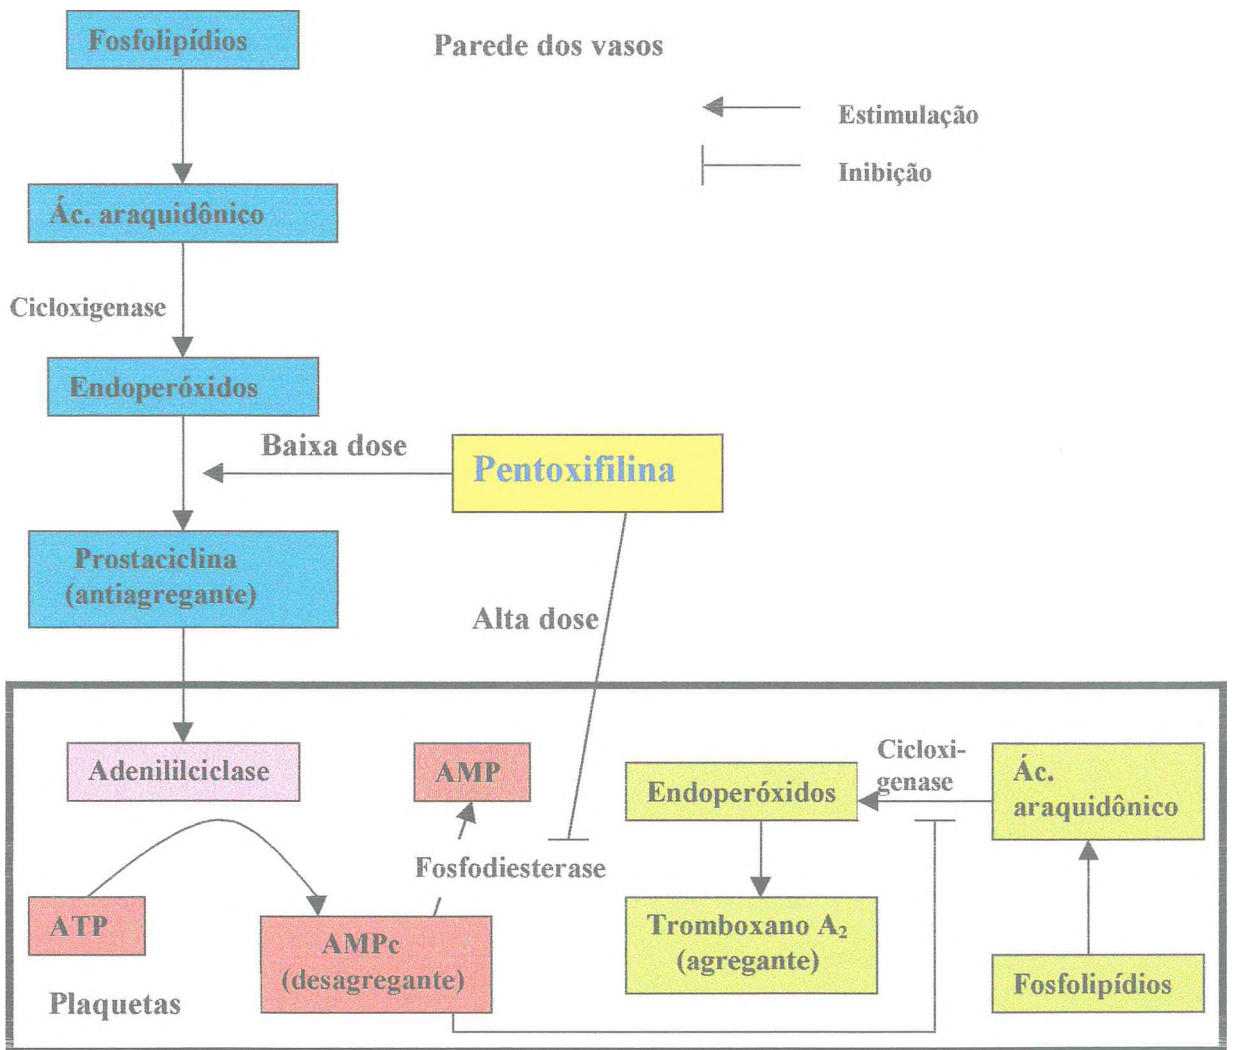 Fosfolipídios
Parede dos vasos
Estimulação
Inibição
Ác. araquidônico
Cicloxigenase
Endoperóxidos
Baixa dose
Pentoxifilina
Prostaciclina
(antiagregante)
Alta dose
Adenililciclase
AMP
Endoperóxidos
Cicloxi-
genase
Ác.
araquidônico
Fosfodiesterase
ATP
AMPc
(desagregante)
Tromboxano A₂
(agregante)
Fosfolipídios
Plaquetas